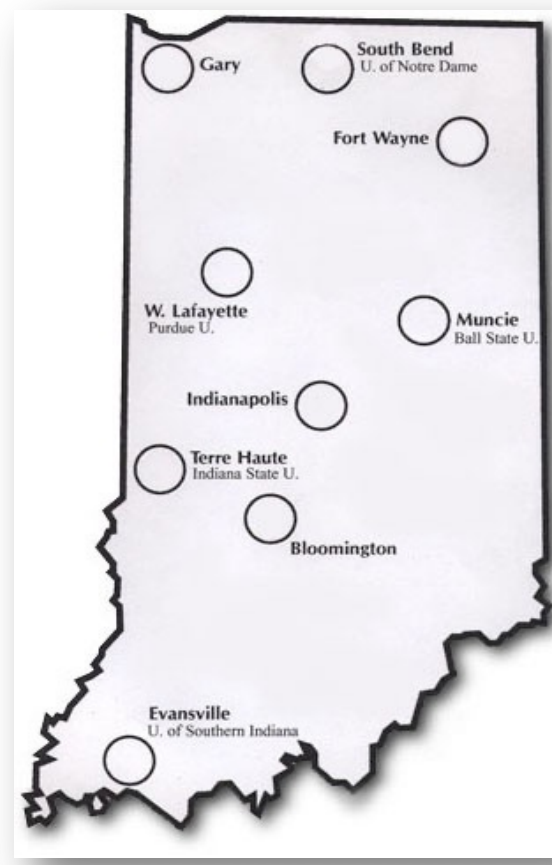 Gary
South Bend
U. of Notre Dame
Fort Wayne
W. Lafayette
Purdue U.
Muncie
Ball State U.
Indianapolis
Terre Haute
Indiana State U.
Bloomington
Evansville
U. of Southern Indiana